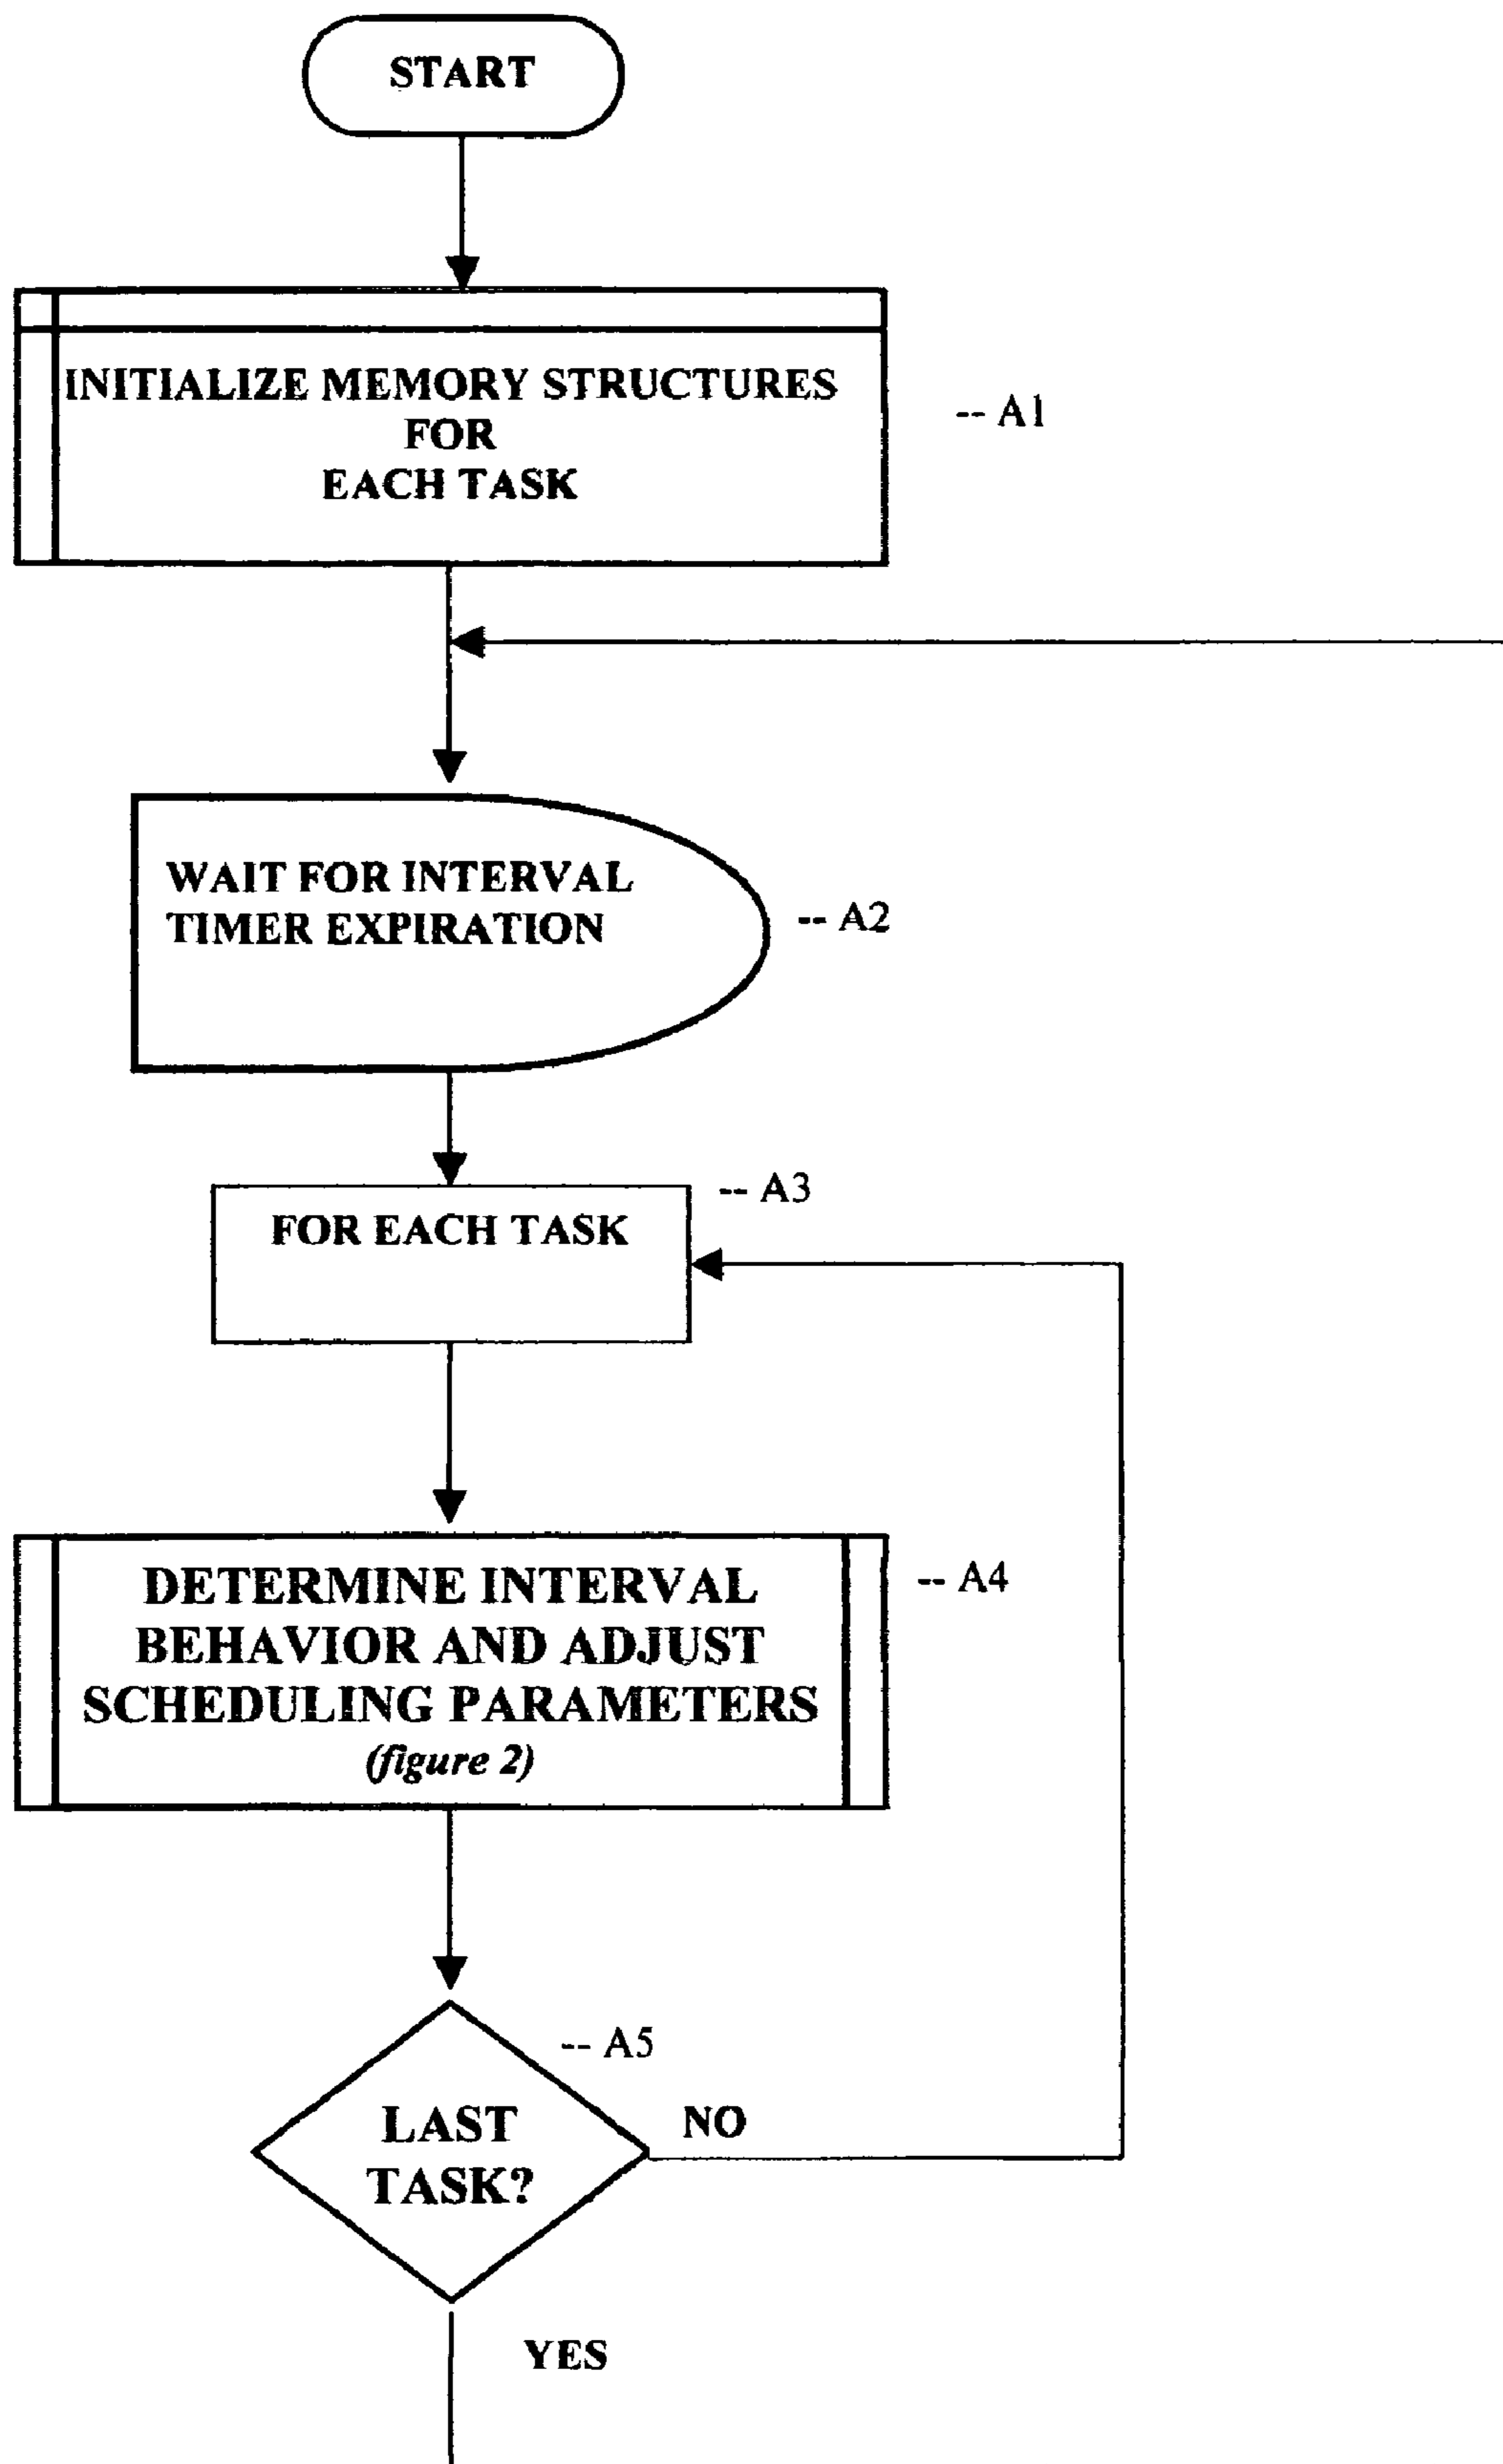 START
INITIALIZE MEMORY STRUCTURES
FOR
EACH TASK
-- A1
WAIT FOR INTERVAL
TIMER EXPIRATION
-- A2
-- A3
FOR EACH TASK
DETERMINE INTERVAL
BEHAVIOR AND ADJUST
SCHEDULING PARAMETERS
(figure 2)
-- A4
-- A5
LAST
TASK?
NO
YES